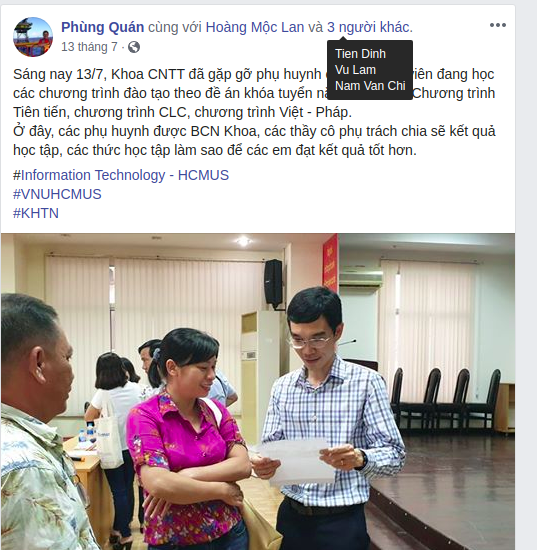 Phùng Quán cùng với Hoàng Mộc Lan và 3 người khác.
13 tháng 7
Tien Dinh
Vu Lam
Nam Van Chi
Sáng nay 13/7, Khoa CNTT đã gặp gỡ phụ huynh viên đang học
các chương trình đào tạo theo đề án khóa tuyển Chương trình
Tiên tiến, chương trình CLC, chương trình Việt - Pháp.
Ở đây, các phụ huynh được BCN Khoa, các thầy cô phụ trách chia sẽ kết quả
học tập, các thức học tập làm sao để các em đạt kết quả tốt hơn.
#Information Technology - HCMUS
#VNUHCMUS
#KHTN